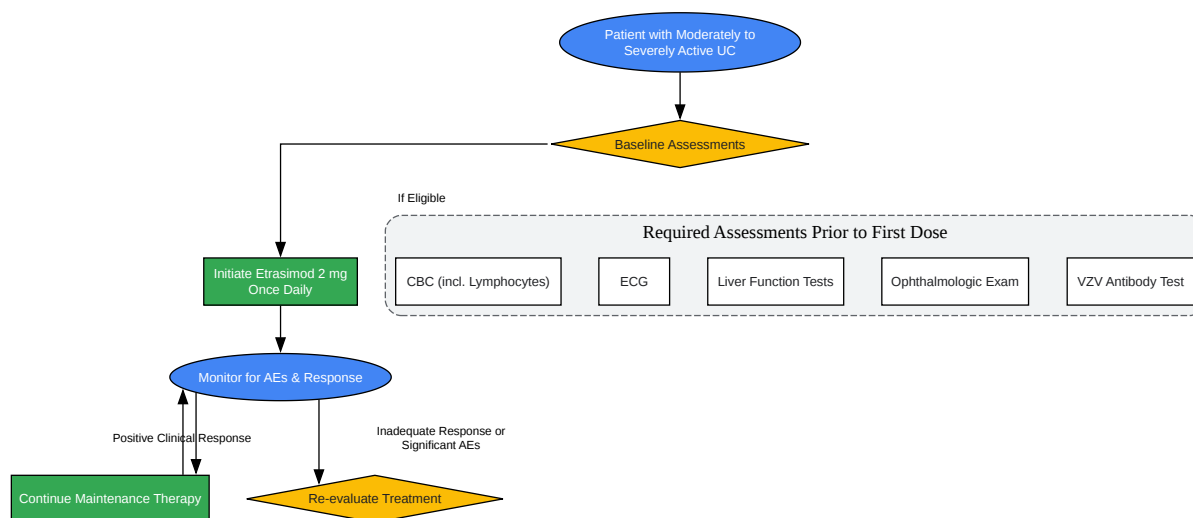 Patient with Moderately to
Severely Active UC
Baseline Assessments
If Eligible
Required Assessments Prior to First Dose
CBC (incl. Lymphocytes)
ECG
Liver Function Tests
Ophthalmologic Exam
VZV Antibody Test
Initiate Etrasimod 2 mg
Once Daily
Monitor for AEs & Response
Positive Clinical Response
Inadequate Response or
Significant AEs
Continue Maintenance Therapy
Re-evaluate Treatment